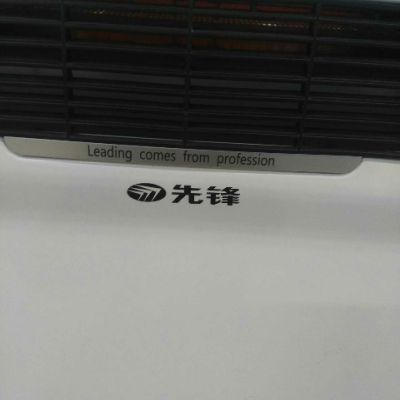 Leading comes from profession
先锋